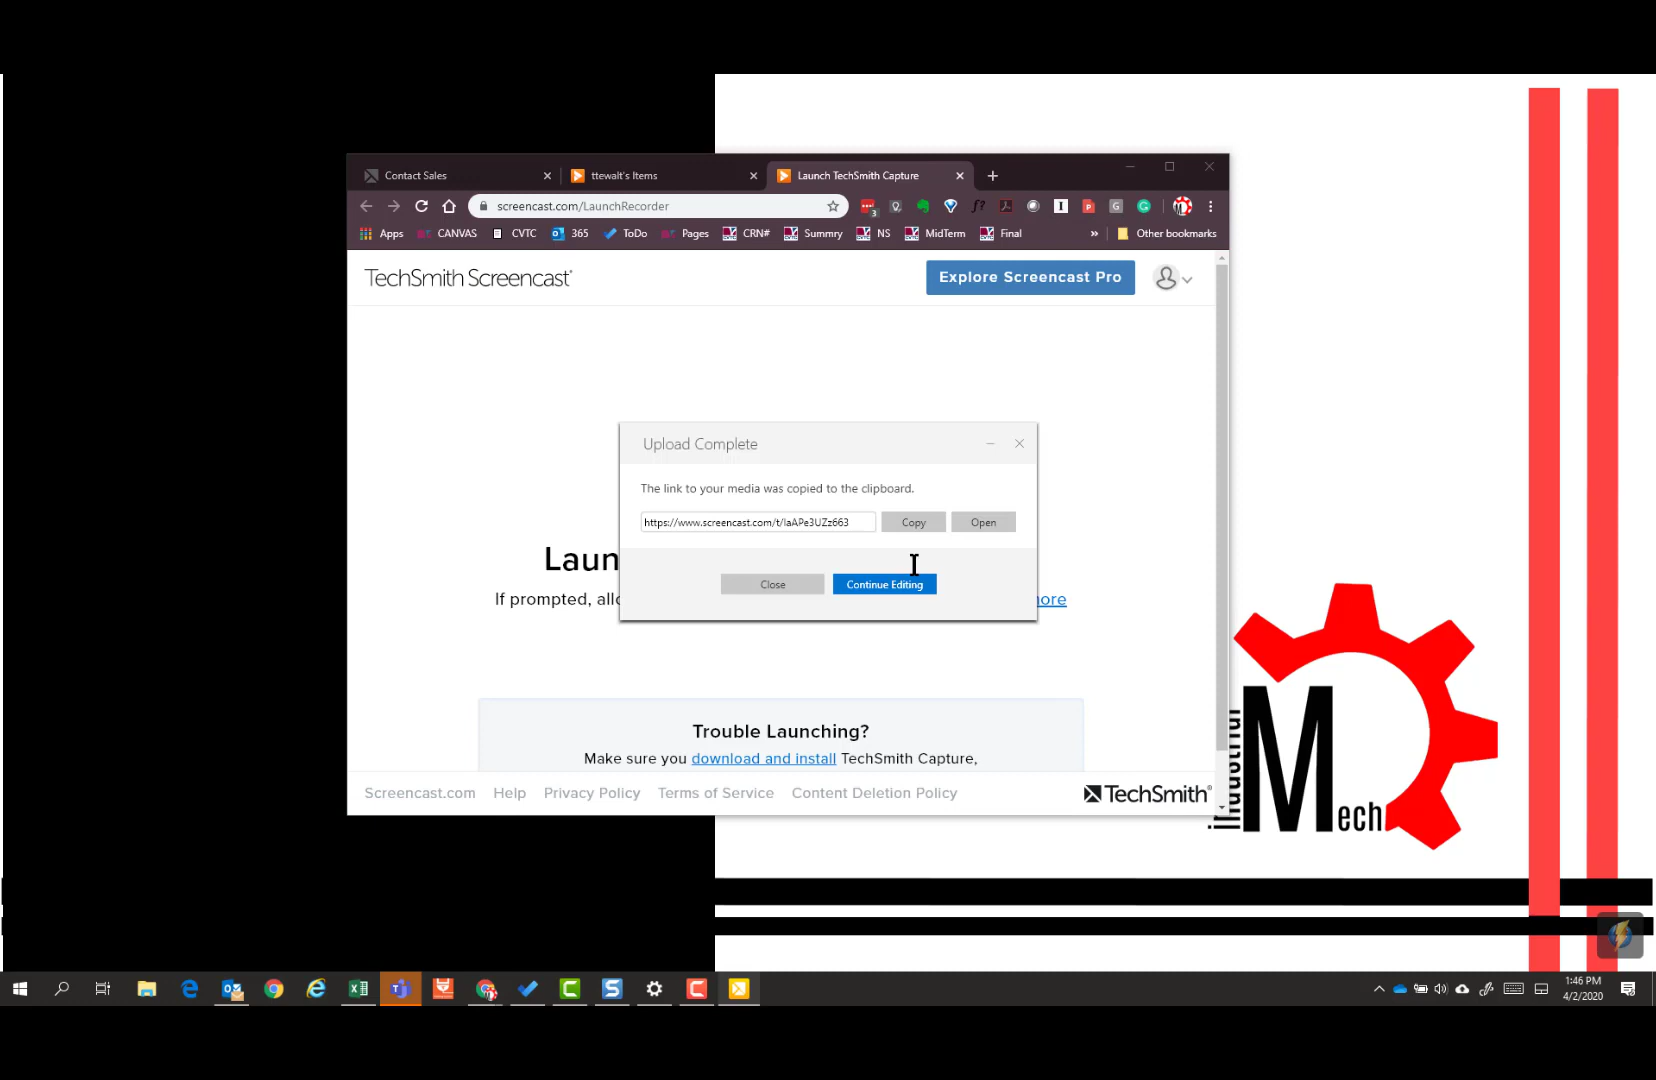 Contact Sales
ttewalt's Items
Launch TechSmith Capture
screencast.com/LaunchRecorder
3
f?
I
G
Apps
CANVAS
CVTC
365
ToDo
Pages
CRN#
Summry
NS
MidTerm
Final
»
Other bookmarks
TechSmith Screencast®
Explore Screencast Pro
Upload Complete
The link to your media was copied to the clipboard.
https://www.screencast.com/t/IaAPe3UZz663
Copy
Open
Close
Continue Editing
Laun
If prompted, allo
ore
Trouble Launching?
Make sure you download and install TechSmith Capture,
Screencast.com
Help
Privacy Policy
Terms of Service
Content Deletion Policy
TechSmith®
Industrial
Mech
1:46 PM
4/2/2020